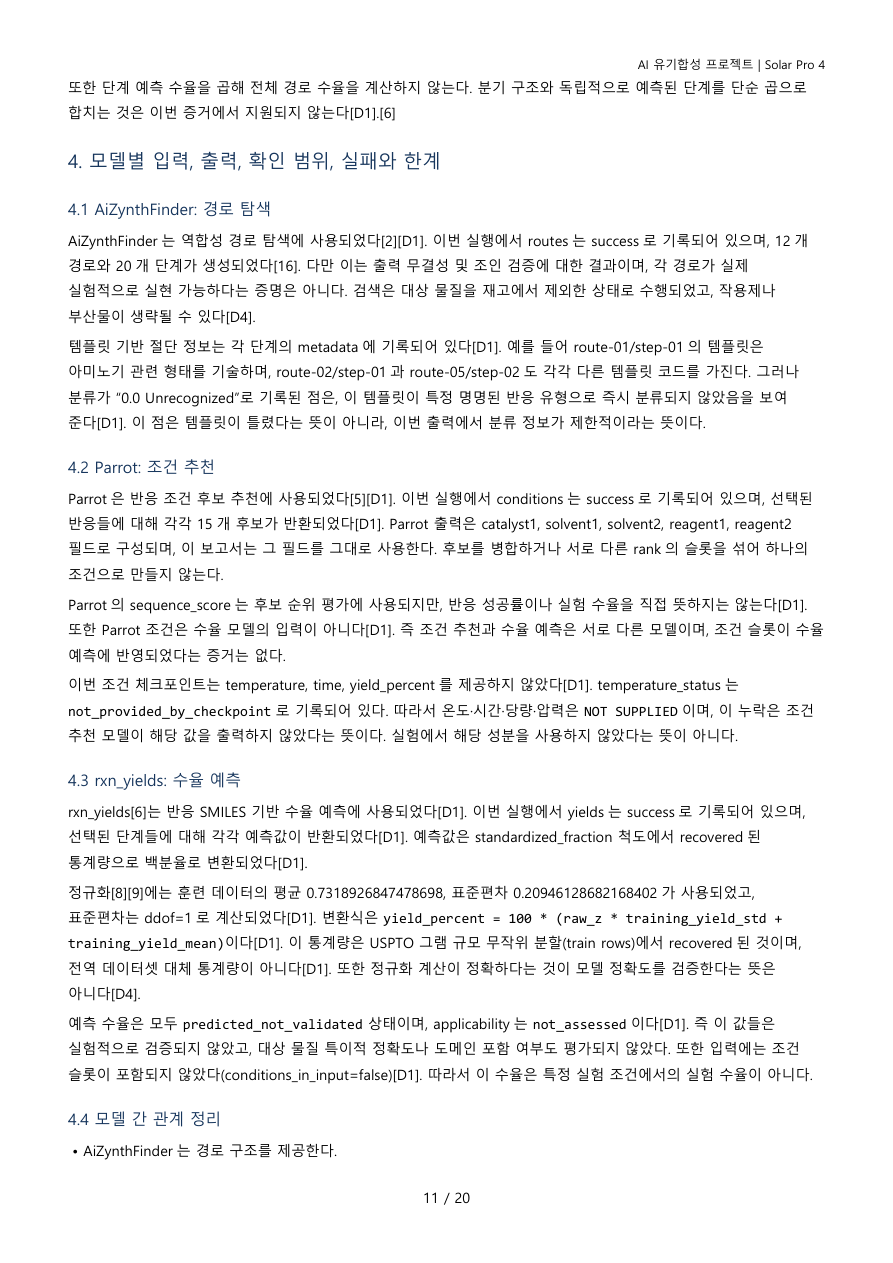 AI 유기합성 프로젝트 | Solar Pro 4
또한 단계 예측 수율을 곱해 전체 경로 수율을 계산하지 않는다. 분기 구조와 독립적으로 예측된 단계를 단순 곱으로
합치는 것은 이번 증거에서 지원되지 않는다[D1].[6]
4. 모델별 입력, 출력, 확인 범위, 실패와 한계
4.1 AiZynthFinder: 경로 탐색
AiZynthFinder 는 역합성 경로 탐색에 사용되었다[2][D1]. 이번 실행에서 routes 는 success 로 기록되어 있으며, 12 개
경로와 20 개 단계가 생성되었다[16]. 다만 이는 출력 무결성 및 조인 검증에 대한 결과이며, 각 경로가 실제
실험적으로 실현 가능하다는 증명은 아니다. 검색은 대상 물질을 재고에서 제외한 상태로 수행되었고, 작용제나
부산물이 생략될 수 있다[D4].
템플릿 기반 절단 정보는 각 단계의 metadata 에 기록되어 있다[D1]. 예를 들어 route-01/step-01 의 템플릿은
아미노기 관련 형태를 기술하며, route-02/step-01 과 route-05/step-02 도 각각 다른 템플릿 코드를 가진다. 그러나
분류가 “0.0 Unrecognized”로 기록된 점은, 이 템플릿이 특정 명명된 반응 유형으로 즉시 분류되지 않았음을 보여
준다[D1]. 이 점은 템플릿이 틀렸다는 뜻이 아니라, 이번 출력에서 분류 정보가 제한적이라는 뜻이다.
4.2 Parrot: 조건 추천
Parrot 은 반응 조건 후보 추천에 사용되었다[5][D1]. 이번 실행에서 conditions 는 success 로 기록되어 있으며, 선택된
반응들에 대해 각각 15 개 후보가 반환되었다[D1]. Parrot 출력은 catalyst1, solvent1, solvent2, reagent1, reagent2
필드로 구성되며, 이 보고서는 그 필드를 그대로 사용한다. 후보를 병합하거나 서로 다른 rank 의 슬롯을 섞어 하나의
조건으로 만들지 않는다.
Parrot 의 sequence_score 는 후보 순위 평가에 사용되지만, 반응 성공률이나 실험 수율을 직접 뜻하지는 않는다[D1].
또한 Parrot 조건은 수율 모델의 입력이 아니다[D1]. 즉 조건 추천과 수율 예측은 서로 다른 모델이며, 조건 슬롯이 수율
예측에 반영되었다는 증거는 없다.
이번 조건 체크포인트는 temperature, time, yield_percent 를 제공하지 않았다[D1]. temperature_status 는
not_provided_by_checkpoint 로 기록되어 있다. 따라서 온도·시간·당량·압력은 NOT SUPPLIED 이며, 이 누락은 조건
추천 모델이 해당 값을 출력하지 않았다는 뜻이다. 실험에서 해당 성분을 사용하지 않았다는 뜻이 아니다.
4.3 rxn_yields: 수율 예측
rxn_yields[6]는 반응 SMILES 기반 수율 예측에 사용되었다[D1]. 이번 실행에서 yields 는 success 로 기록되어 있으며,
선택된 단계들에 대해 각각 예측값이 반환되었다[D1]. 예측값은 standardized_fraction 척도에서 recovered 된
통계량으로 백분율로 변환되었다[D1].
정규화[8][9]에는 훈련 데이터의 평균 0.7318926847478698, 표준편차 0.20946128682168402 가 사용되었고,
표준편차는 ddof=1 로 계산되었다[D1]. 변환식은 yield_percent = 100 * (raw_z * training_yield_std +
training_yield_mean)이다[D1]. 이 통계량은 USPTO 그램 규모 무작위 분할(train rows)에서 recovered 된 것이며,
전역 데이터셋 대체 통계량이 아니다[D1]. 또한 정규화 계산이 정확하다는 것이 모델 정확도를 검증한다는 뜻은
아니다[D4].
예측 수율은 모두 predicted_not_validated 상태이며, applicability 는 not_assessed 이다[D1]. 즉 이 값들은
실험적으로 검증되지 않았고, 대상 물질 특이적 정확도나 도메인 포함 여부도 평가되지 않았다. 또한 입력에는 조건
슬롯이 포함되지 않았다(conditions_in_input=false)[D1]. 따라서 이 수율은 특정 실험 조건에서의 실험 수율이 아니다.
4.4 모델 간 관계 정리
• AiZynthFinder 는 경로 구조를 제공한다.
11 / 20